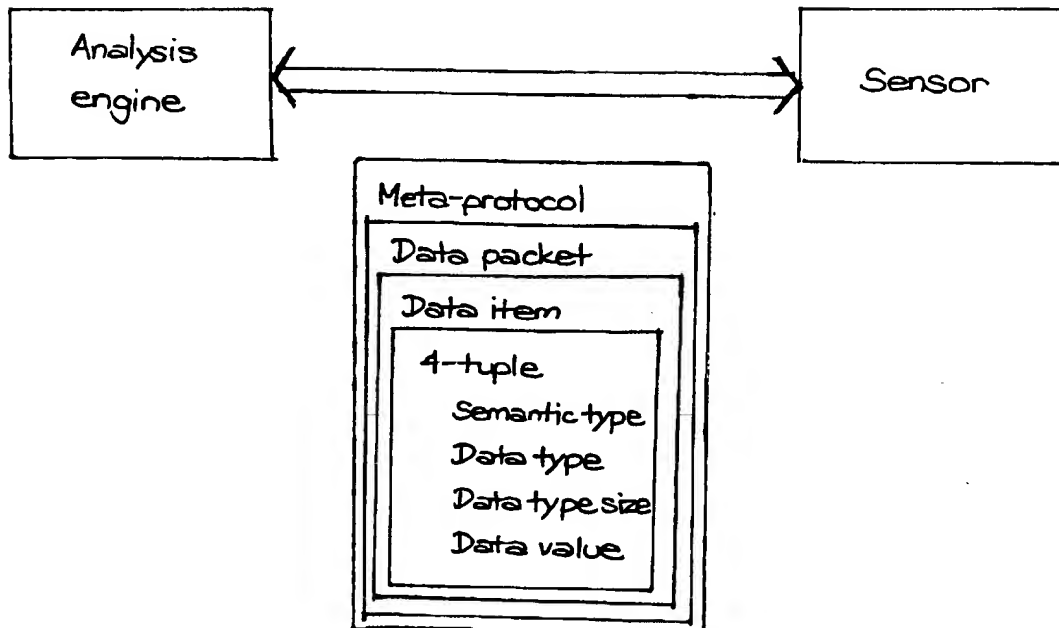 Analysis
engine
Sensor
Meta-protocol
Data packet
Data item
4-tuple
Semantic type
Data type
Data type size
Data value